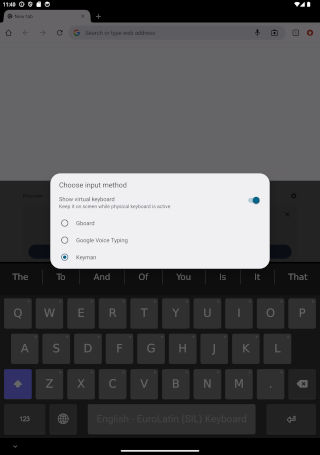 11:40
New tab
Search or type web address
Choose input method
Show virtual keyboard
Keep it on screen while physical keyboard is active
Gboard
Google Voice Typing
Keyman
The To And Of You Is It That
Q W E R T Y U I O P
A S D F G H J K L
Z X C V B N M .
123 English - EuroLatin (SIL) Keyboard